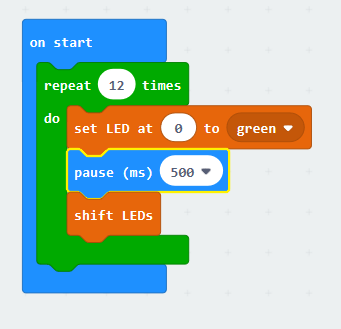 on start
repeat 12 times
do
set LED at 0 to green
pause (ms) 500
shift LEDs